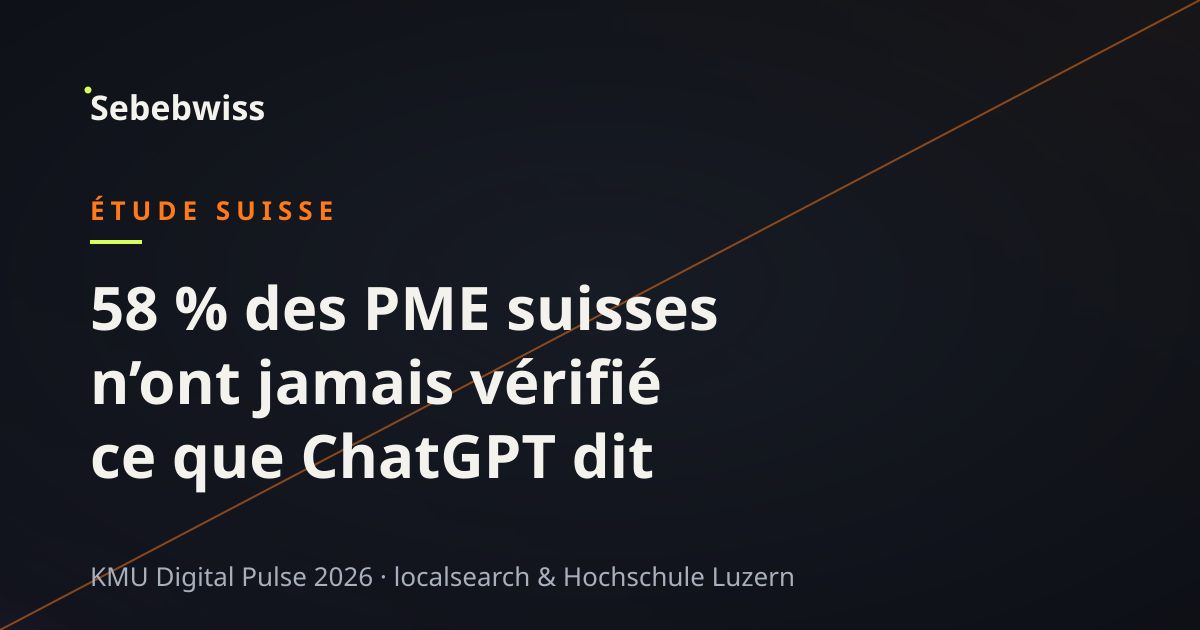 Sebebwiss
ÉTUDE SUISSE
58 % des PME suisses
n’ont jamais vérifié
ce que ChatGPT dit
KMU Digital Pulse 2026 · localsearch & Hochschule Luzern